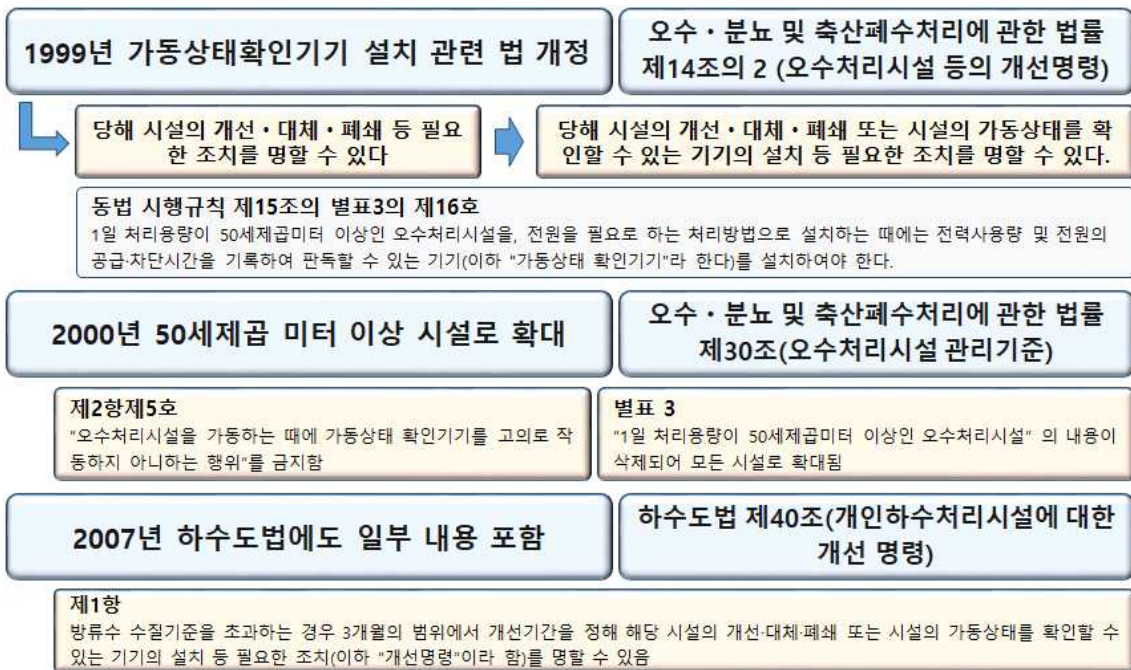 1999년 가동상태확인기기 설치 관련 법 개정
오수・분뇨 및 축산폐수처리에 관한 법률
제14조의 2 (오수처리시설 등의 개선명령)
당해 시설의 개선・대체・폐쇄 등 필요
한 조치를 명할 수 있다
당해 시설의 개선・대체・폐쇄 또는 시설의 가동상태를 확
인할 수 있는 기기의 설치 등 필요한 조치를 명할 수 있다.
동법 시행규칙 제15조의 별표3의 제16호
1일 처리용량이 50세제곱미터 이상인 오수처리시설을, 전원을 필요로 하는 처리방법으로 설치하는 때에는 전력사용량 및 전원의
공급·차단시간을 기록하여 판독할 수 있는 기기(이하 "가동상태 확인기기"라 한다)를 설치하여야 한다.
2000년 50세제곱 미터 이상 시설로 확대
오수・분뇨 및 축산폐수처리에 관한 법률
제30조(오수처리시설 관리기준)
제2항제5호
"오수처리시설을 가동하는 때에 가동상태 확인기기를 고의로 작
동하지 아니하는 행위"를 금지함
별표 3
"1일 처리용량이 50세제곱미터 이상인 오수처리시설" 의 내용이
삭제되어 모든 시설로 확대됨
2007년 하수도법에도 일부 내용 포함
하수도법 제40조(개인하수처리시설에 대한
개선 명령)
제1항
방류수 수질기준을 초과하는 경우 3개월의 범위에서 개선기간을 정해 해당 시설의 개선·대체·폐쇄 또는 시설의 가동상태를 확인할 수
있는 기기의 설치 등 필요한 조치(이하 "개선명령"이라 함)를 명할 수 있음